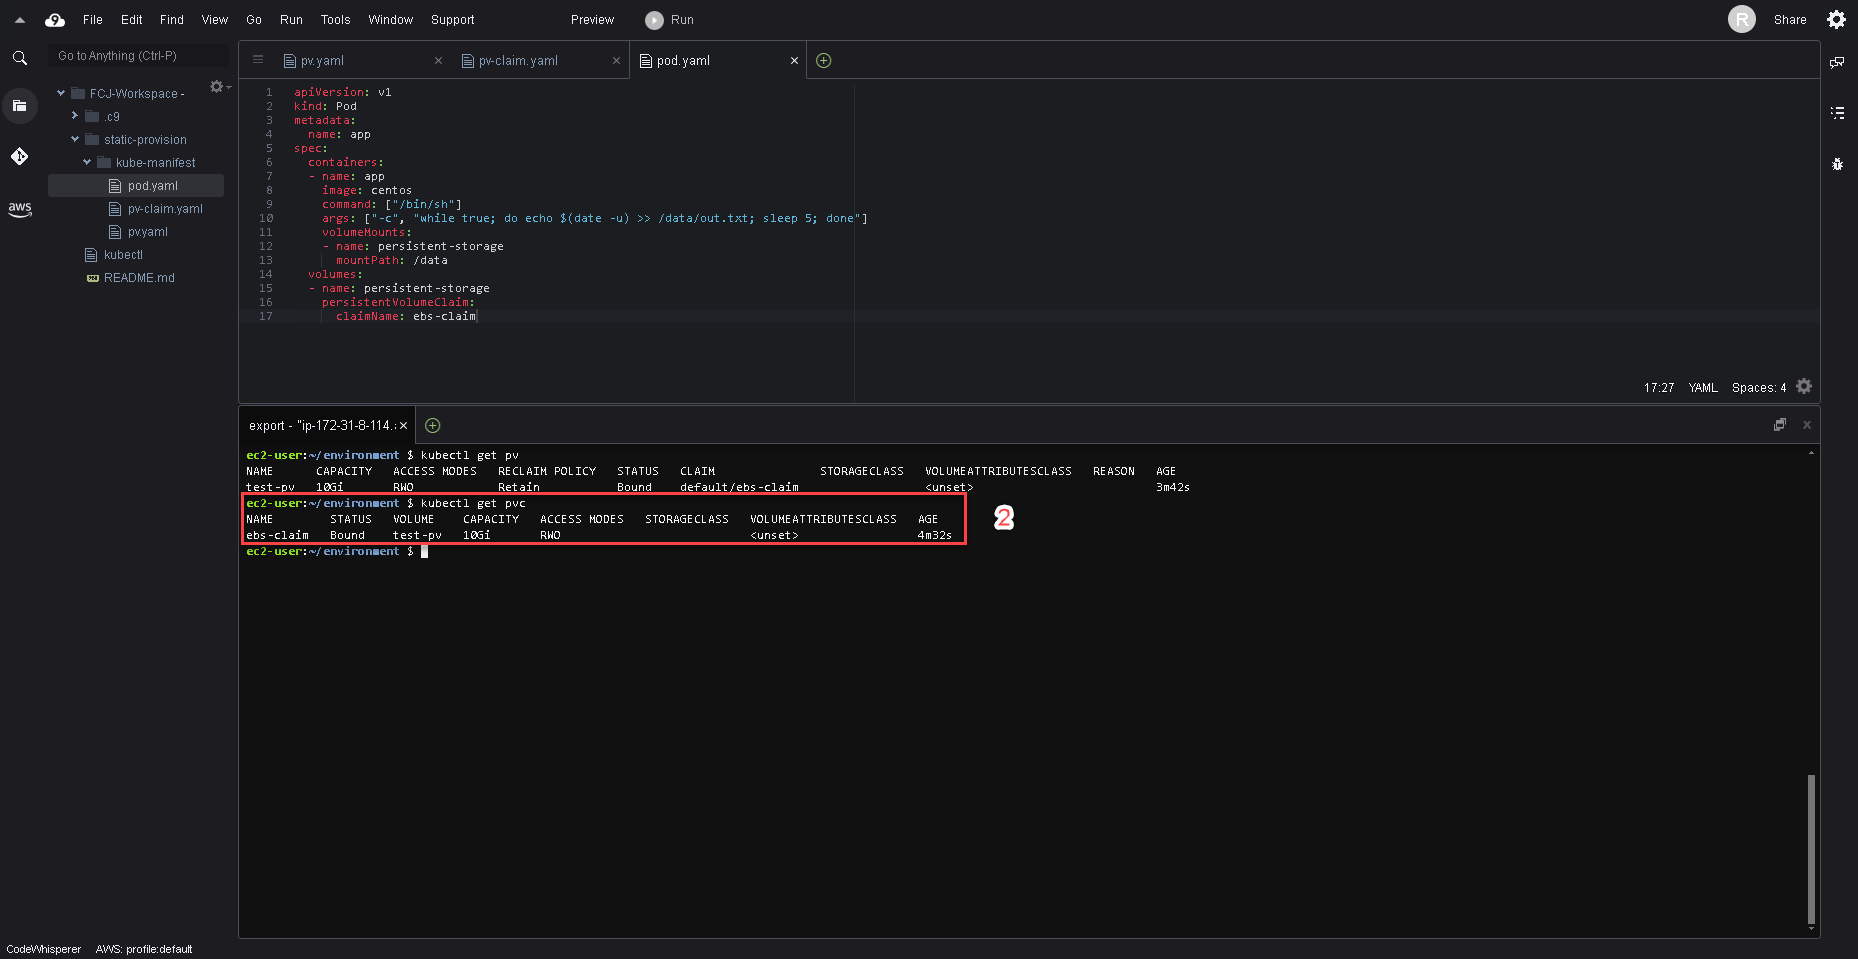 9 File Edit Find View Go Run Tools Window Support Preview Run R Share
Go to Anything (Ctrl-P)
pv.yaml × pv-claim.yaml × pod.yaml ×
FCJ-Workspace -
.c9
static-provision
kube-manifest
pod.yaml
pv-claim.yaml
pv.yaml
kubectl
README.md
aws
1 apiVersion: v1
2 kind: Pod
3 metadata:
4 name: app
5 spec:
6 containers:
7 - name: app
8 image: centos
9 command: ["/bin/sh"]
10 args: ["-c", "while true; do echo $(date -u) >> /data/out.txt; sleep 5; done"]
11 volumeMounts:
12 - name: persistent-storage
13 mountPath: /data
14 volumes:
15 - name: persistent-storage
16 persistentVolumeClaim:
17 claimName: ebs-claim
17:27 YAML Spaces: 4
export - "ip-172-31-8-114. ×
ec2-user:~/environment $ kubectl get pv
NAME CAPACITY ACCESS MODES RECLAIM POLICY STATUS CLAIM STORAGECLASS VOLUMEATTRIBUTESCLASS REASON AGE
test-pv 10Gi RWO Retain Bound default/ebs-claim <unset> 3m42s
ec2-user:~/environment $ kubectl get pvc
NAME STATUS VOLUME CAPACITY ACCESS MODES STORAGECLASS VOLUMEATTRIBUTESCLASS AGE
ebs-claim Bound test-pv 10Gi RWO <unset> 4m32s
2
ec2-user:~/environment $
CodeWhisperer AWS: profile:default